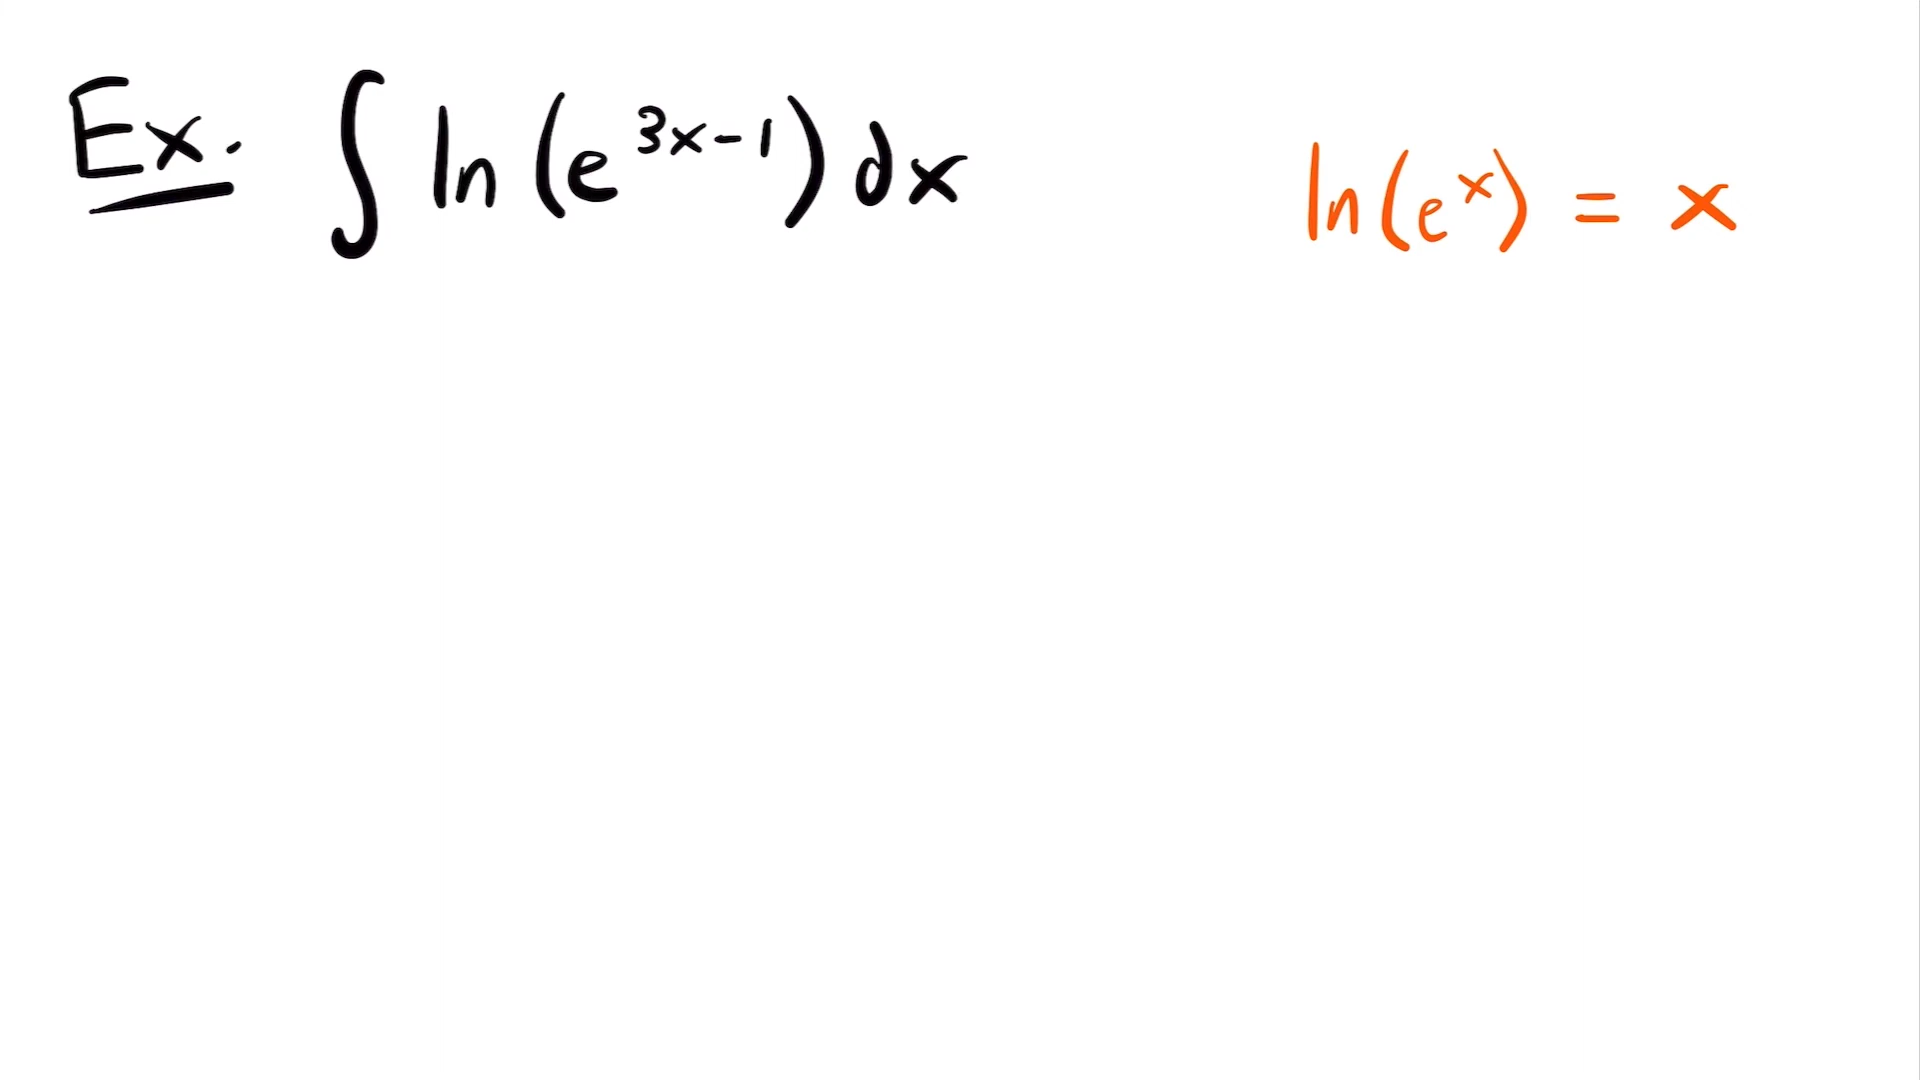 Ex. ∫ ln(e^{3x-1}) dx
ln(e^x) = x